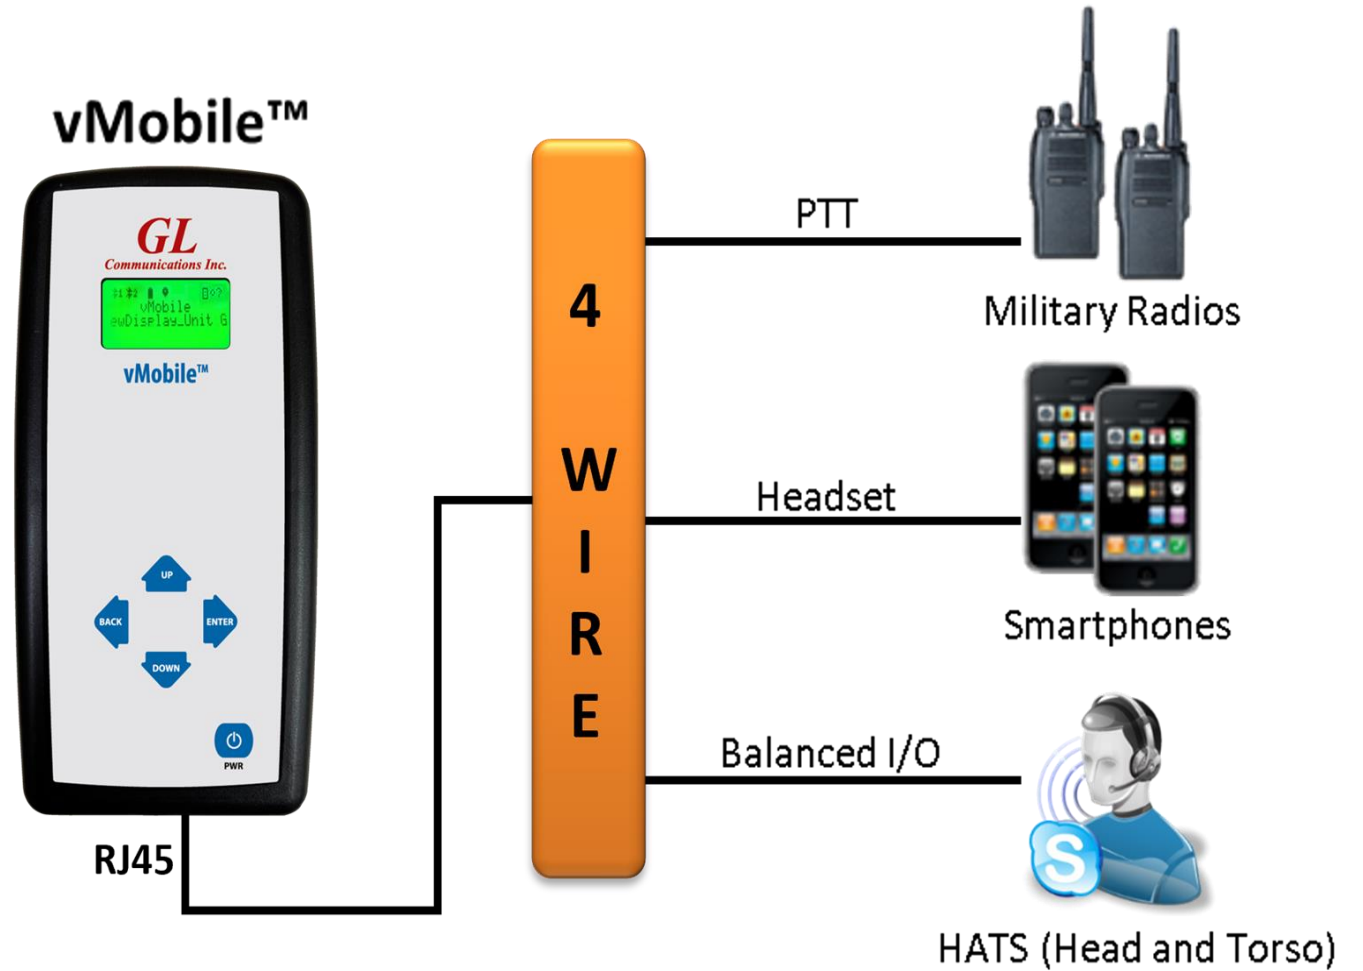 vMobile™
GL
Communications Inc.
vMobile
ewDisplay_Unit G
vMobile™
UP
BACK
ENTER
DOWN
PWR
RJ45
4
W
I
R
E
PTT
Military Radios
Headset
Smartphones
Balanced I/O
S
HATS (Head and Torso)